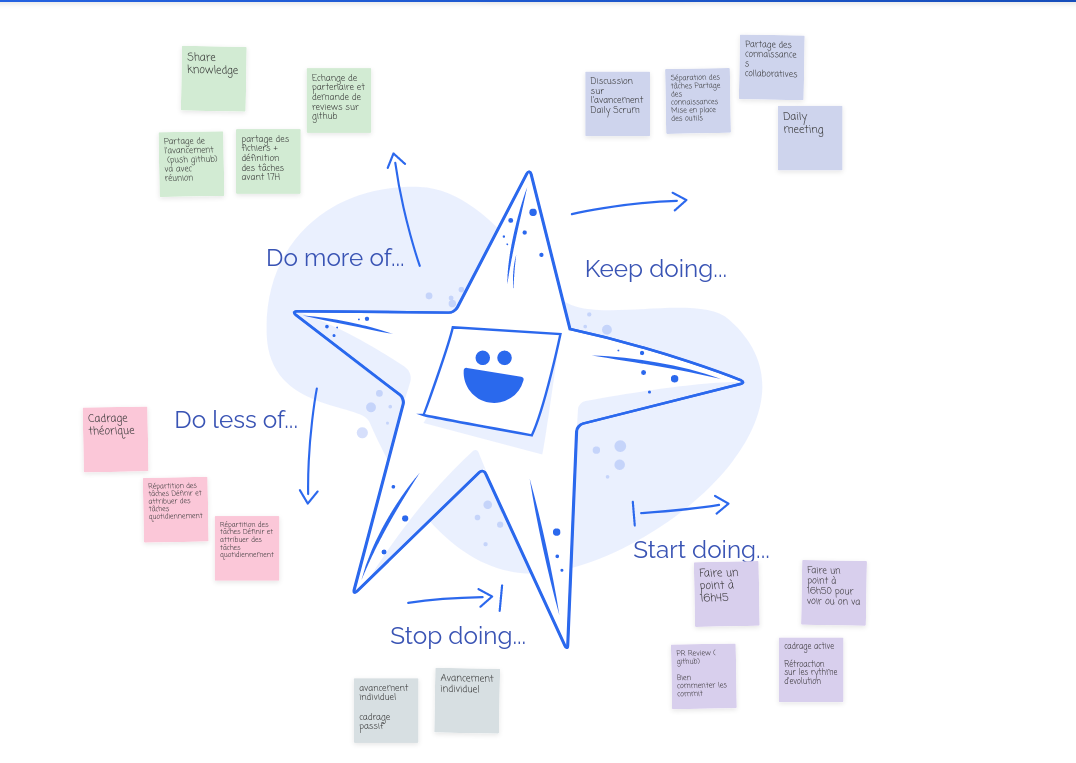 Share
knowledge
Echange de
partenaire et
demande de
reviews sur
github
Partage de
l'avancement
(push github)
va avec
réunion
partage des
fichiers +
définition
des tâches
avant 17H
Discussion
sur
l'avancement
Daily Scrum
Séparation des
tâches Partage
des
connaissances
Mise en place
des outils
Partage des
connaissance
s
collaboratives
Daily
meeting
Do more of...
Keep doing...
Do less of...
Cadrage
théorique
Répartition des
tâches Définir et
attribuer des
tâches
quotidiennement
Répartition des
tâches Définir et
attribuer des
tâches
quotidiennement
Start doing...
Faire un
point à
16h45
Faire un
point à
16h50 pour
voir ou on va
PR Review (
github)
Bien
commenter les
commit
cadrage active
Rétroaction
sur les rythme
d'evolution
Stop doing...
avancement
individuel
cadrage
passif
Avancement
individuel